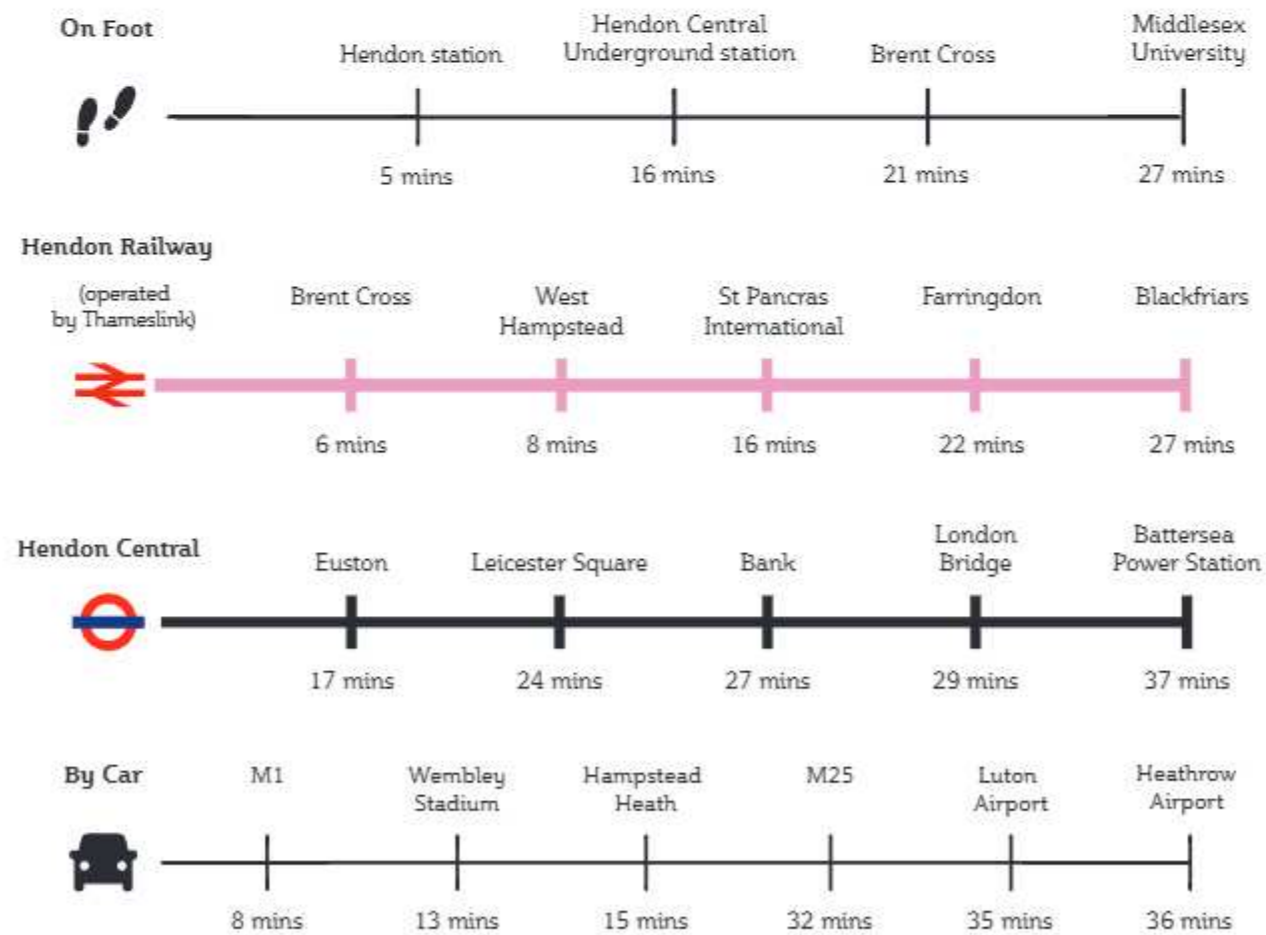 On Foot
Hendon station
Hendon Central
Underground station
Brent Cross
Middlesex
University
5 mins
16 mins
21 mins
27 mins
Hendon Railway
(operated
by Thameslink)
Brent Cross
West
Hampstead
St Pancras
International
Farringdon
Blackfriars
6 mins
8 mins
16 mins
22 mins
27 mins
Hendon Central
Euston
Leicester Square
Bank
London
Bridge
Battersea
Power Station
17 mins
24 mins
27 mins
29 mins
37 mins
By Car
M1
Wembley
Stadium
Hampstead
Heath
M25
Luton
Airport
Heathrow
Airport
8 mins
13 mins
15 mins
32 mins
35 mins
36 mins